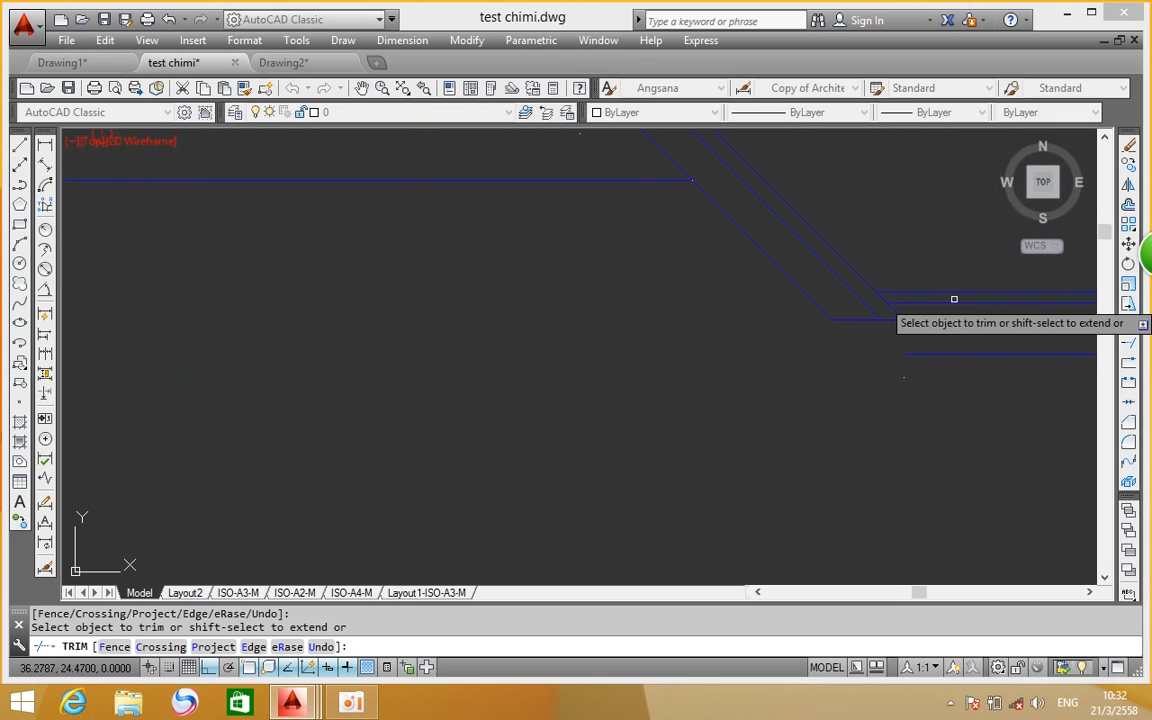 AutoCAD Classic
test chimi.dwg
Type a keyword or phrase
Sign In
File Edit View Insert Format Tools Draw Dimension Modify Parametric Window Help Express
Drawing1* test chimi* Drawing2*
Angsana Copy of Archite Standard Standard
AutoCAD Classic 0 ByLayer ByLayer ByLayer
[−][Top][2D Wireframe]
N
W TOP E
S
WCS
Select object to trim or shift-select to extend or
Y
X
Model Layout2 ISO-A3-M ISO-A2-M ISO-A4-M Layout1-ISO-A3-M
[Fence/Crossing/Project/Edge/eRase/Undo]:
Select object to trim or shift-select to extend or
TRIM [Fence Crossing Project Edge eRase Undo]:
36.2787, 24.4700, 0.0000 MODEL 1:1
ENG 10:32
21/3/2558